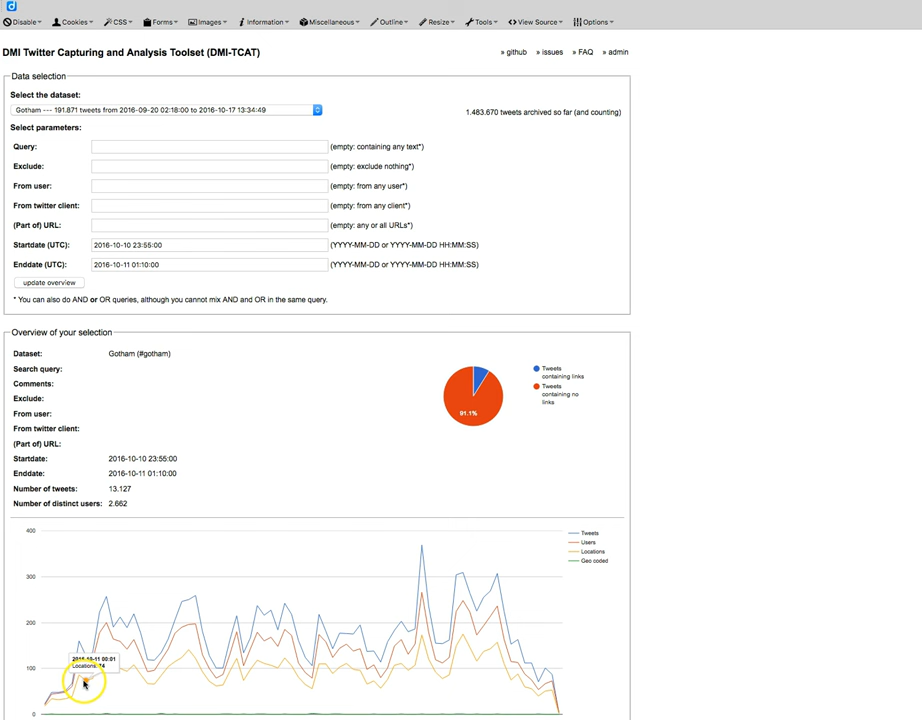 Disable Cookies CSS Forms Images Information Miscellaneous Outline Resize Tools View Source Options
DMI Twitter Capturing and Analysis Toolset (DMI-TCAT)
» github » issues » FAQ » admin
Data selection
Select the dataset:
Gotham --- 191.871 tweets from 2016-09-20 02:18:00 to 2016-10-17 13:34:49
1.483.670 tweets archived so far (and counting)
Select parameters:
Query: (empty: containing any text*)
Exclude: (empty: exclude nothing*)
From user: (empty: from any user*)
From twitter client: (empty: from any client*)
(Part of) URL: (empty: any or all URLs*)
Startdate (UTC): 2016-10-10 23:55:00 (YYYY-MM-DD or YYYY-MM-DD HH:MM:SS)
Enddate (UTC): 2016-10-11 01:10:00 (YYYY-MM-DD or YYYY-MM-DD HH:MM:SS)
update overview
* You can also do AND or OR queries, although you cannot mix AND and OR in the same query.
Overview of your selection
Dataset: Gotham (#gotham)
Search query:
Comments:
Exclude:
From user:
From twitter client:
(Part of) URL:
Startdate: 2016-10-10 23:55:00
Enddate: 2016-10-11 01:10:00
Number of tweets: 13.127
Number of distinct users: 2.662
91.1%
Tweets
containing links
Tweets
containing no
links
400
300
200
100
0
Tweets
Users
Locations
Geo coded
2016-10-11 00:01
Locations: 74